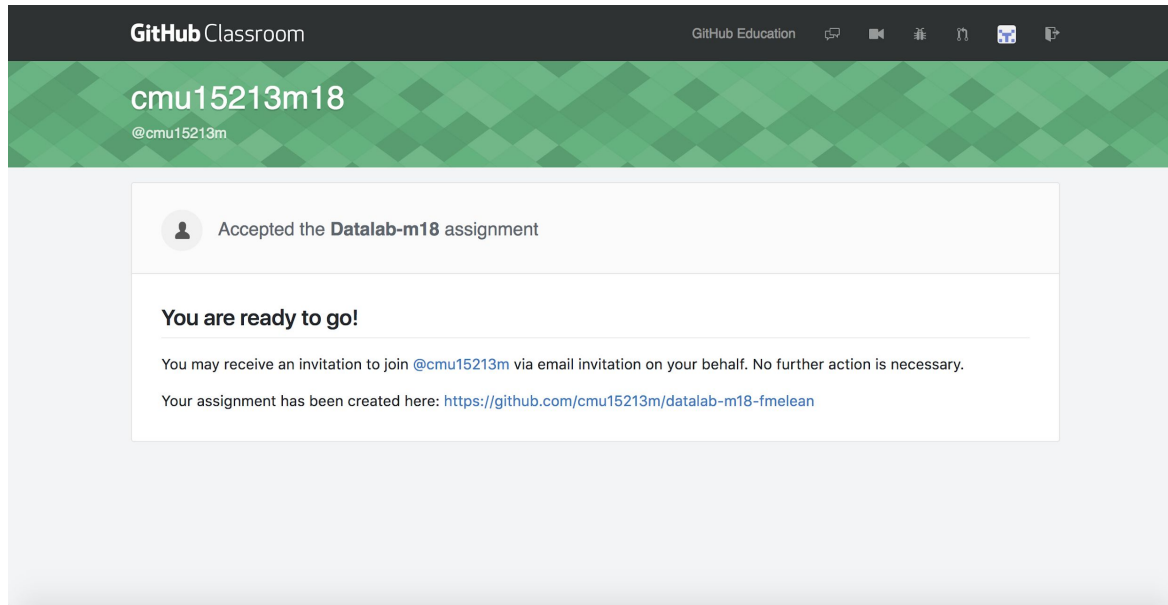 GitHub Classroom GitHub Education
cmu15213m18
@cmu15213m
Accepted the Datalab-m18 assignment
You are ready to go!
You may receive an invitation to join @cmu15213m via email invitation on your behalf. No further action is necessary.
Your assignment has been created here: https://github.com/cmu15213m/datalab-m18-fmelean